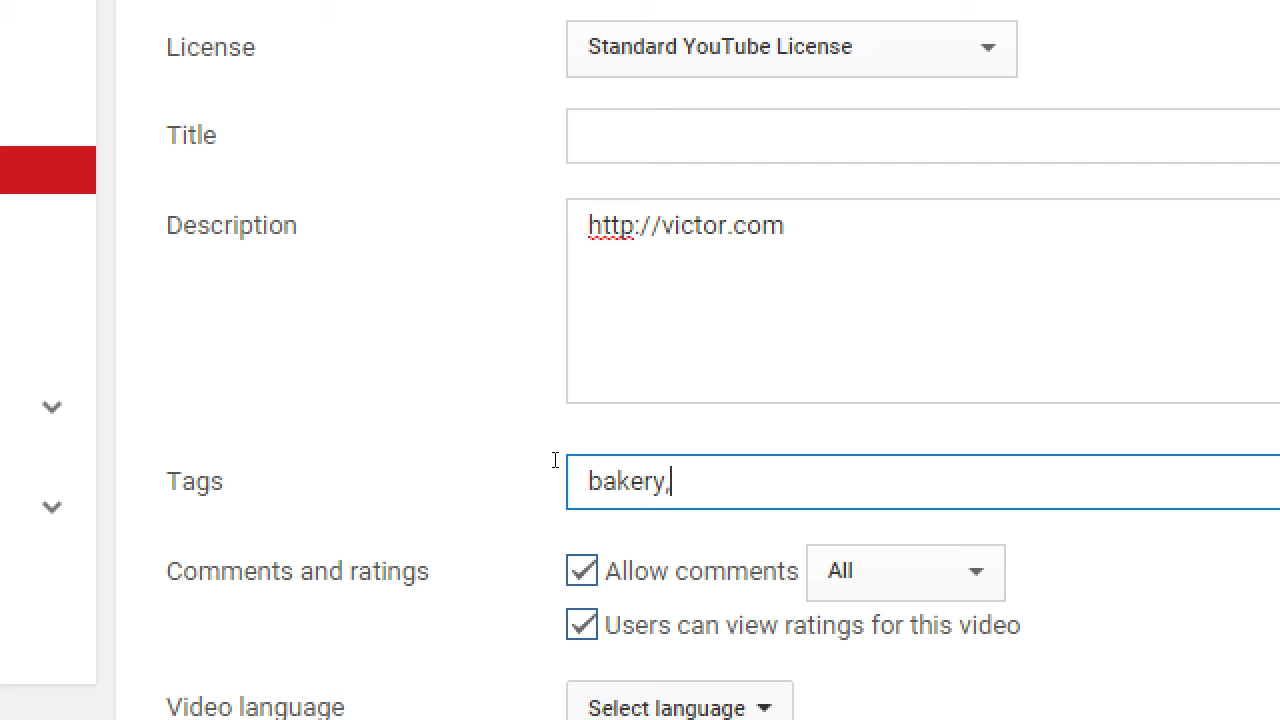 License
Standard YouTube License
Title
Description
http://victor.com
Tags
bakery,
Comments and ratings
Allow comments
All
Users can view ratings for this video
Video language
Select language